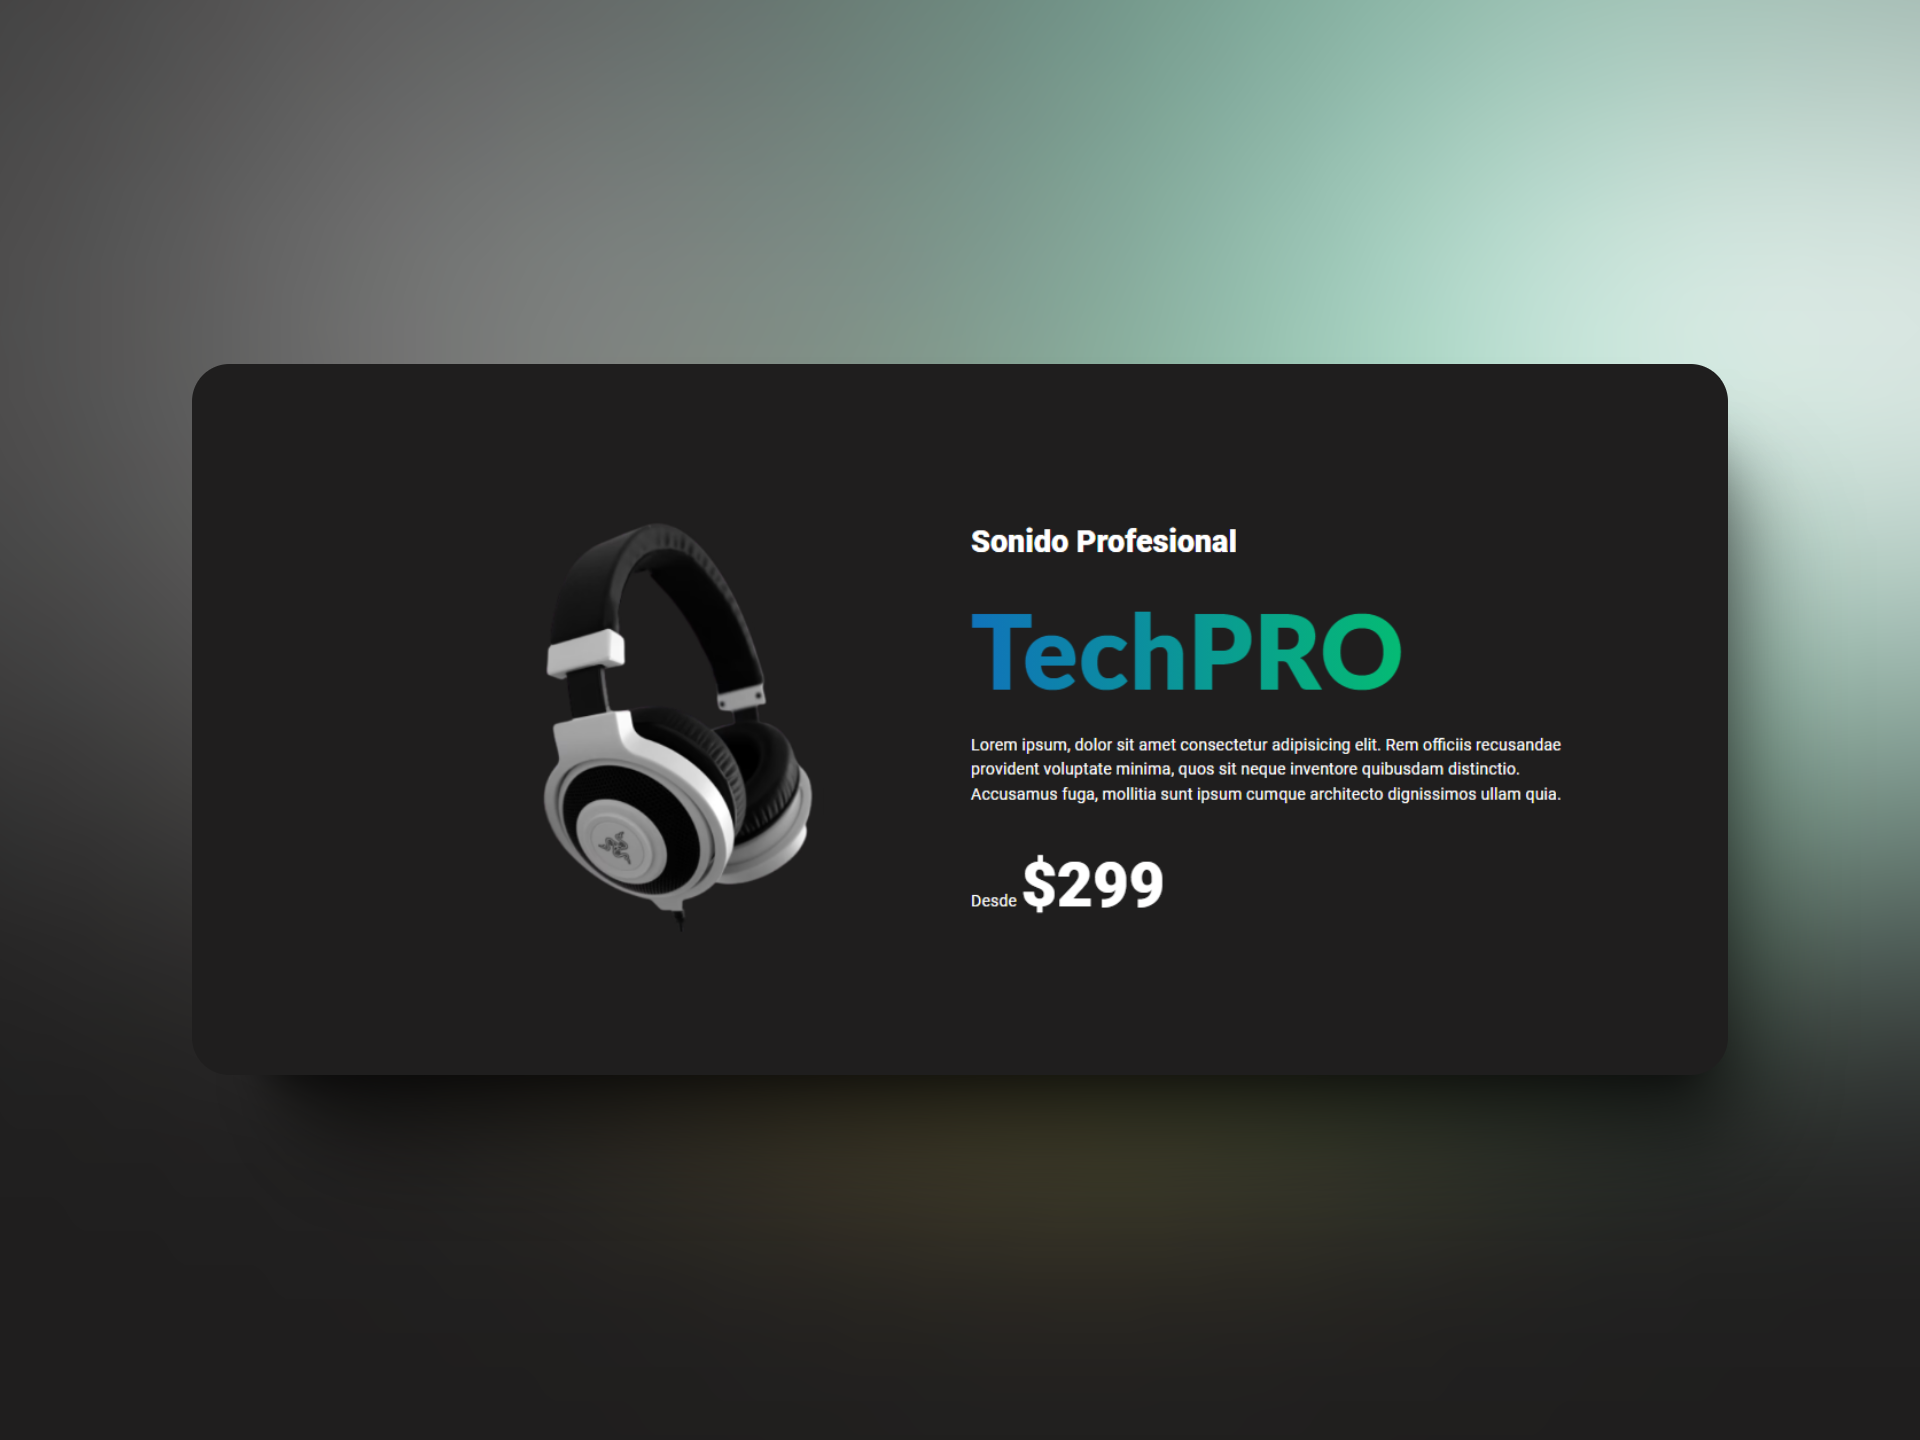 Sonido Profesional
TechPRO
Lorem ipsum, dolor sit amet consectetur adipisicing elit. Rem officiis recusandae
provident voluptate minima, quos sit neque inventore quibusdam distinctio.
Accusamus fuga, mollitia sunt ipsum cumque architecto dignissimos ullam quia.
Desde $299